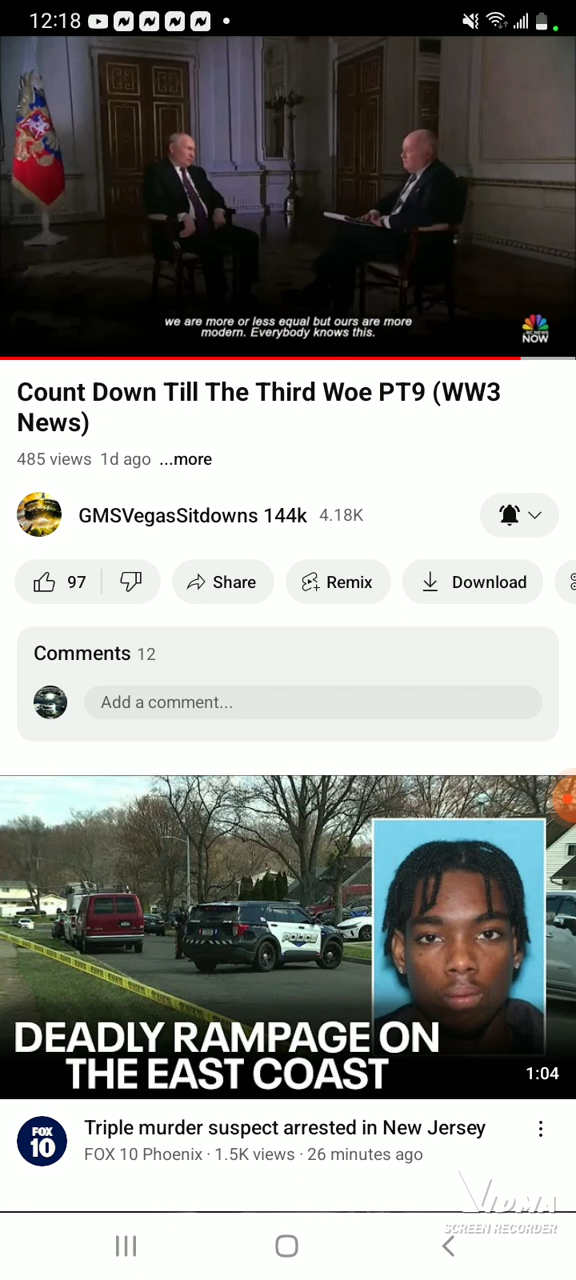 12:18
we are more or less equal but ours are more
modern. Everybody knows this.
NOW
Count Down Till The Third Woe PT9 (WW3
News)
485 views 1d ago ...more
GMSVegasSitdowns 144k 4.18K
97 Share Remix Download
Comments 12
Add a comment...
DEADLY RAMPAGE ON
THE EAST COAST
1:04
FOX
10
Triple murder suspect arrested in New Jersey
FOX 10 Phoenix · 1.5K views · 26 minutes ago
VIDMA
SCREEN RECORDER